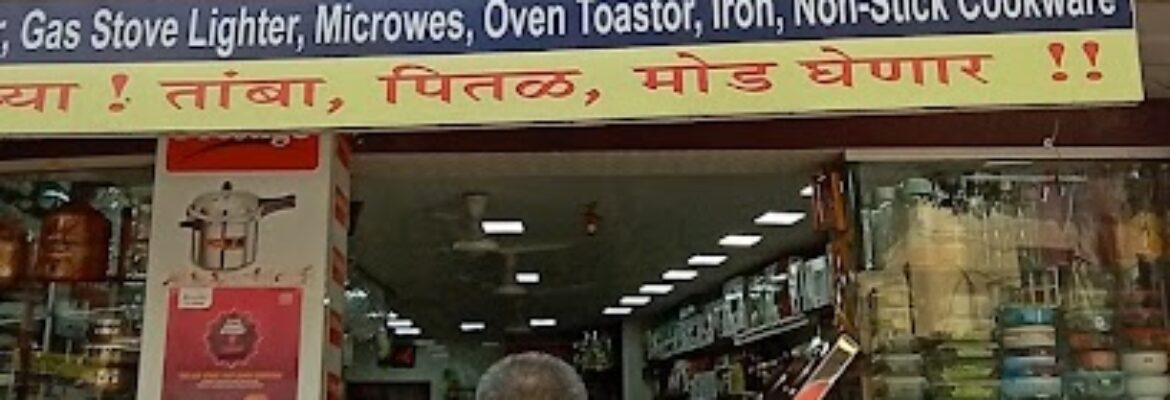 , Gas Stove Lighter, Microwes, Oven Toastor, Iron, Non-Stick Cookware
! तांबा, पितळ, मोड घेणार !!